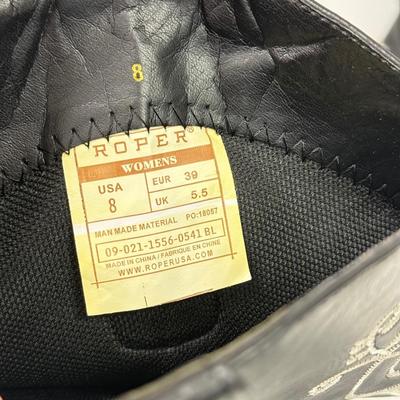 8
ROPER®
WOMENS
USA 8
EUR 39
UK 5.5
MAN MADE MATERIAL PO:18057
09-021-1556-0541 BL
MADE IN CHINA / FABRIQUE EN CHINE
WWW.ROPERUSA.COM